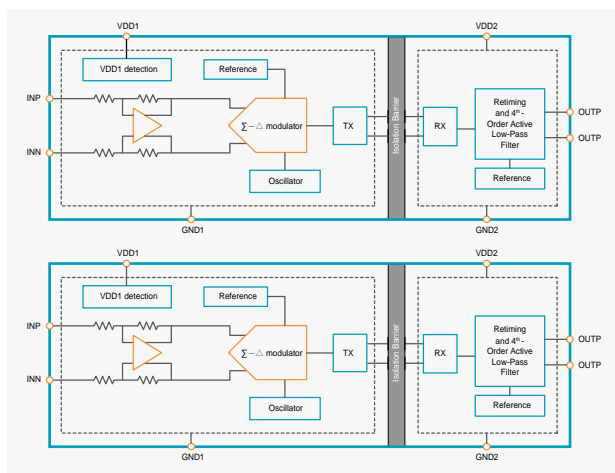 VDD1
VDD2
VDD1 detection
Reference
INP
INN
∑–△ modulator
Oscillator
TX
Isolation Barrier
RX
Retiming
and 4th -
Order Active
Low-Pass
Filter
Reference
OUTP
OUTP
GND1
GND2
VDD1
VDD2
VDD1 detection
Reference
INP
INN
∑–△ modulator
Oscillator
TX
Isolation Barrier
RX
Retiming
and 4th -
Order Active
Low-Pass
Filter
Reference
OUTP
OUTP
GND1
GND2